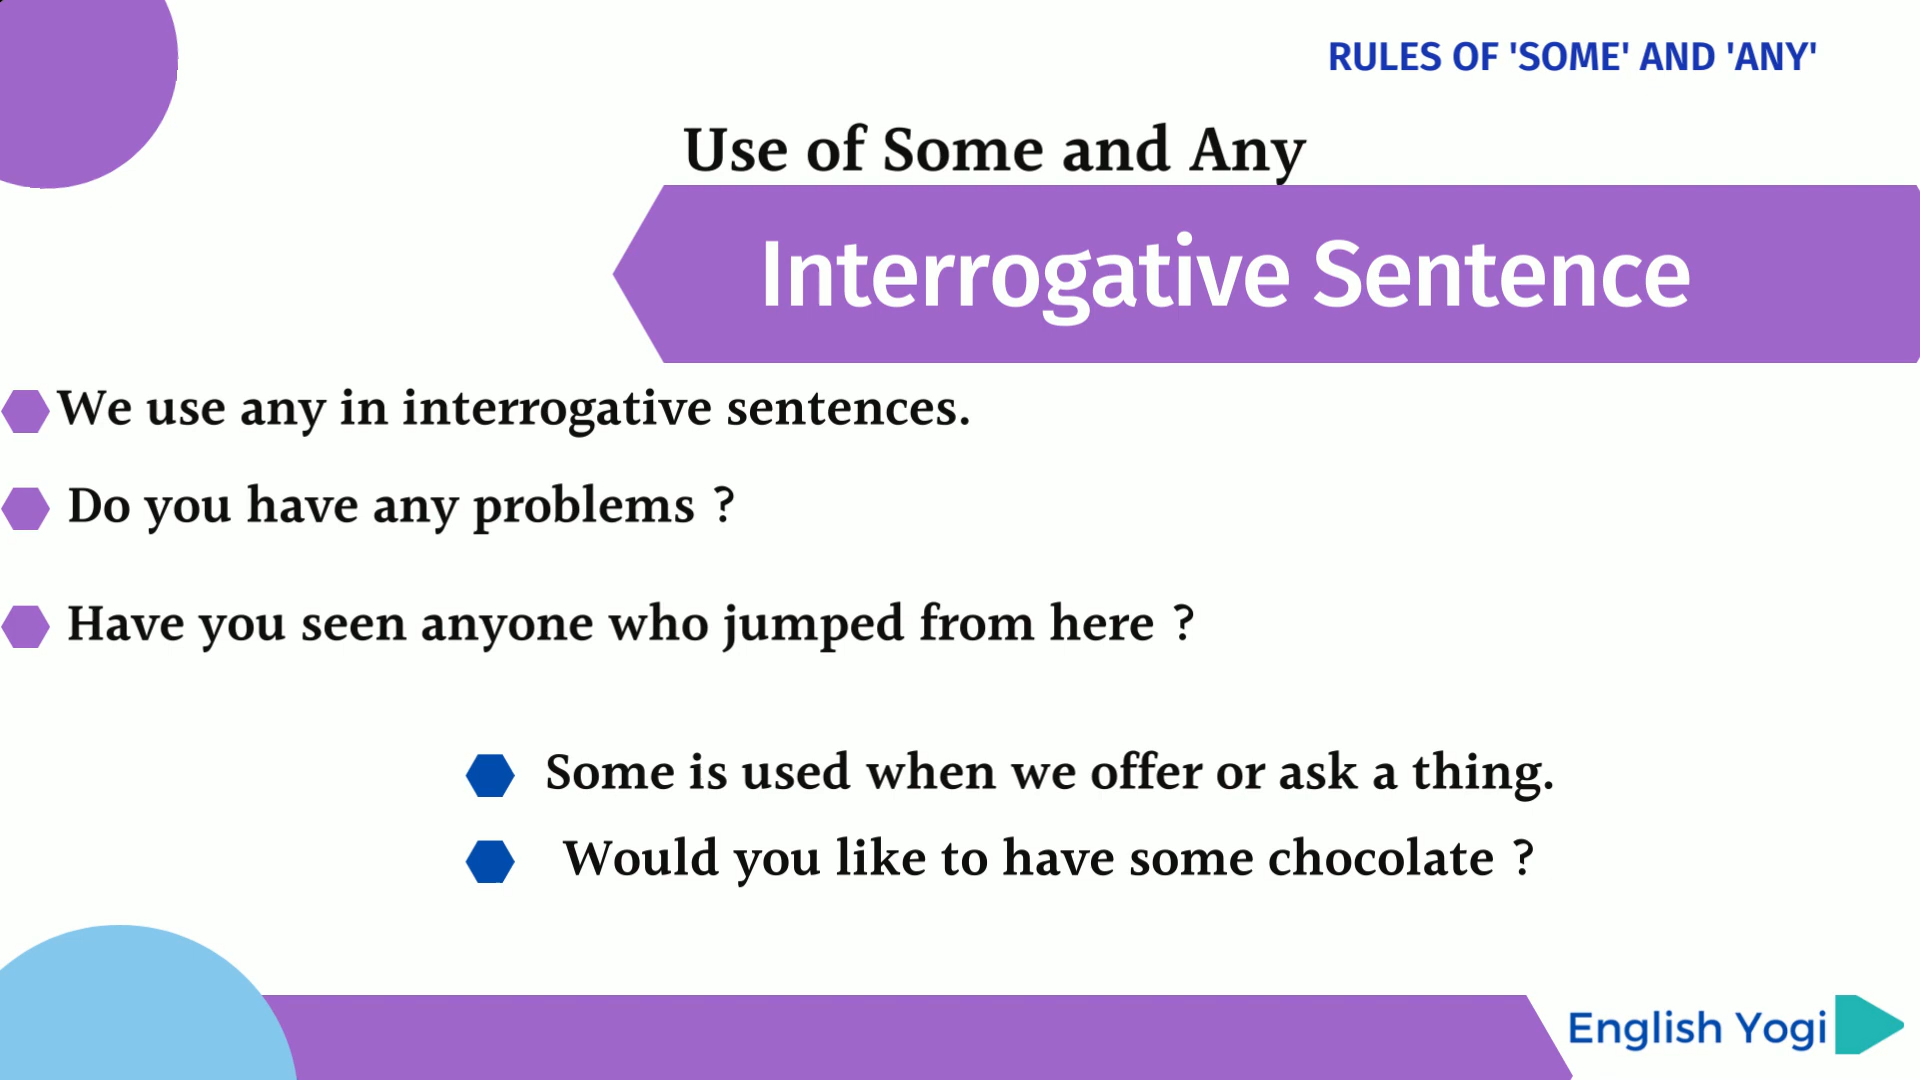 RULES OF 'SOME' AND 'ANY'
Use of Some and Any
Interrogative Sentence
We use any in interrogative sentences.
Do you have any problems ?
Have you seen anyone who jumped from here ?
Some is used when we offer or ask a thing.
Would you like to have some chocolate ?
English Yogi